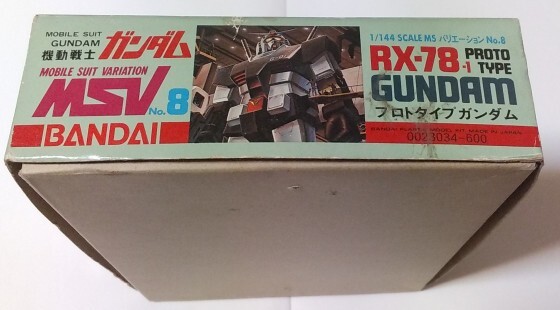 MOBILE SUIT
GUNDAM
機動戦士
ガンダム
MOBILE SUIT VARIATION
MSV No.8
BANDAI
1/144 SCALE MS バリエーション No.8
RX-78-1 PROTO TYPE
GUNDAM
プロトタイプガンダム
BANDAI PLASTIC MODEL KIT MADE IN JAPAN
0023034-600